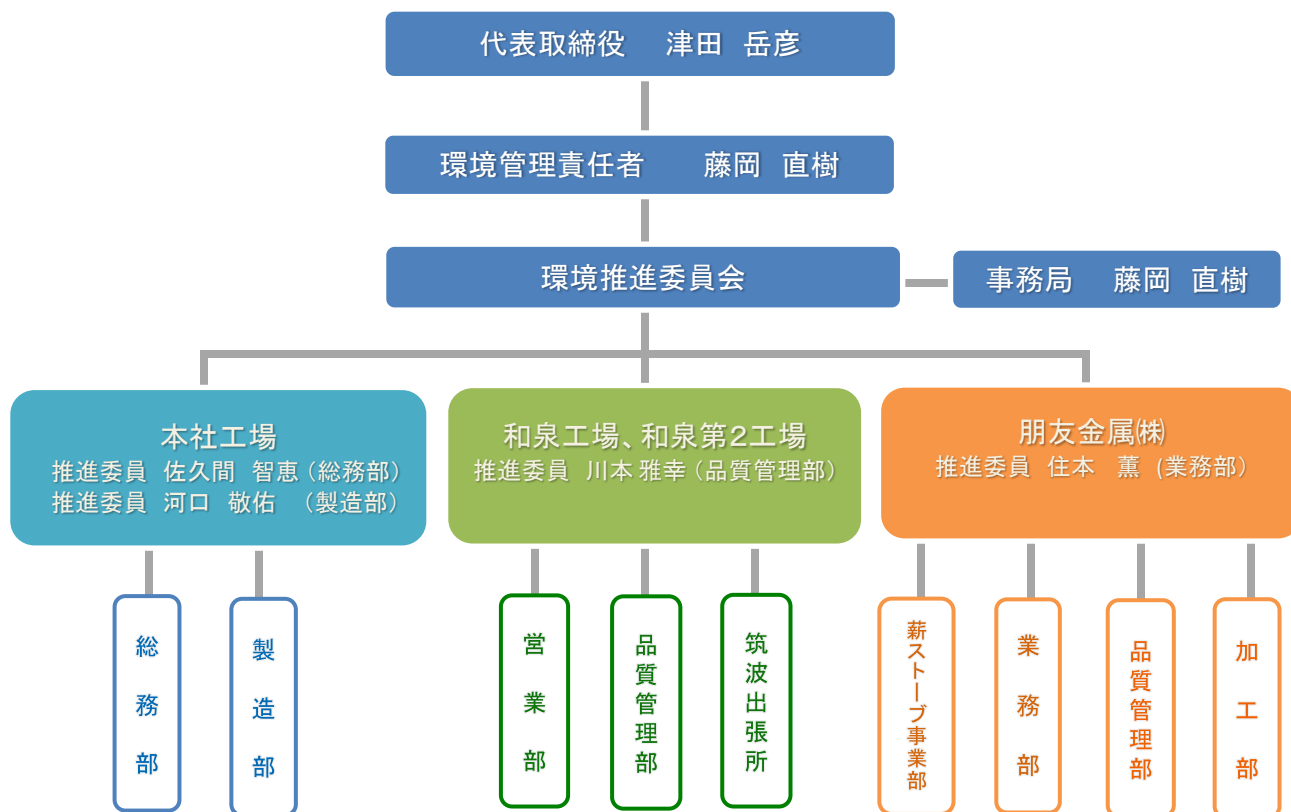 代表取締役　津田　岳彦
環境管理責任者　　藤岡　直樹
環境推進委員会
事務局　藤岡　直樹
本社工場
推進委員　佐久間　智恵（総務部）
推進委員　河口　敬佑　（製造部）
和泉工場、和泉第２工場
推進委員　川本 雅幸（品質管理部）
朋友金属㈱
推進委員　住本　薫 （業務部）
総務部
製造部
営業部
品質管理部
筑波出張所
薪ストーブ事業部
業務部
品質管理部
加工部